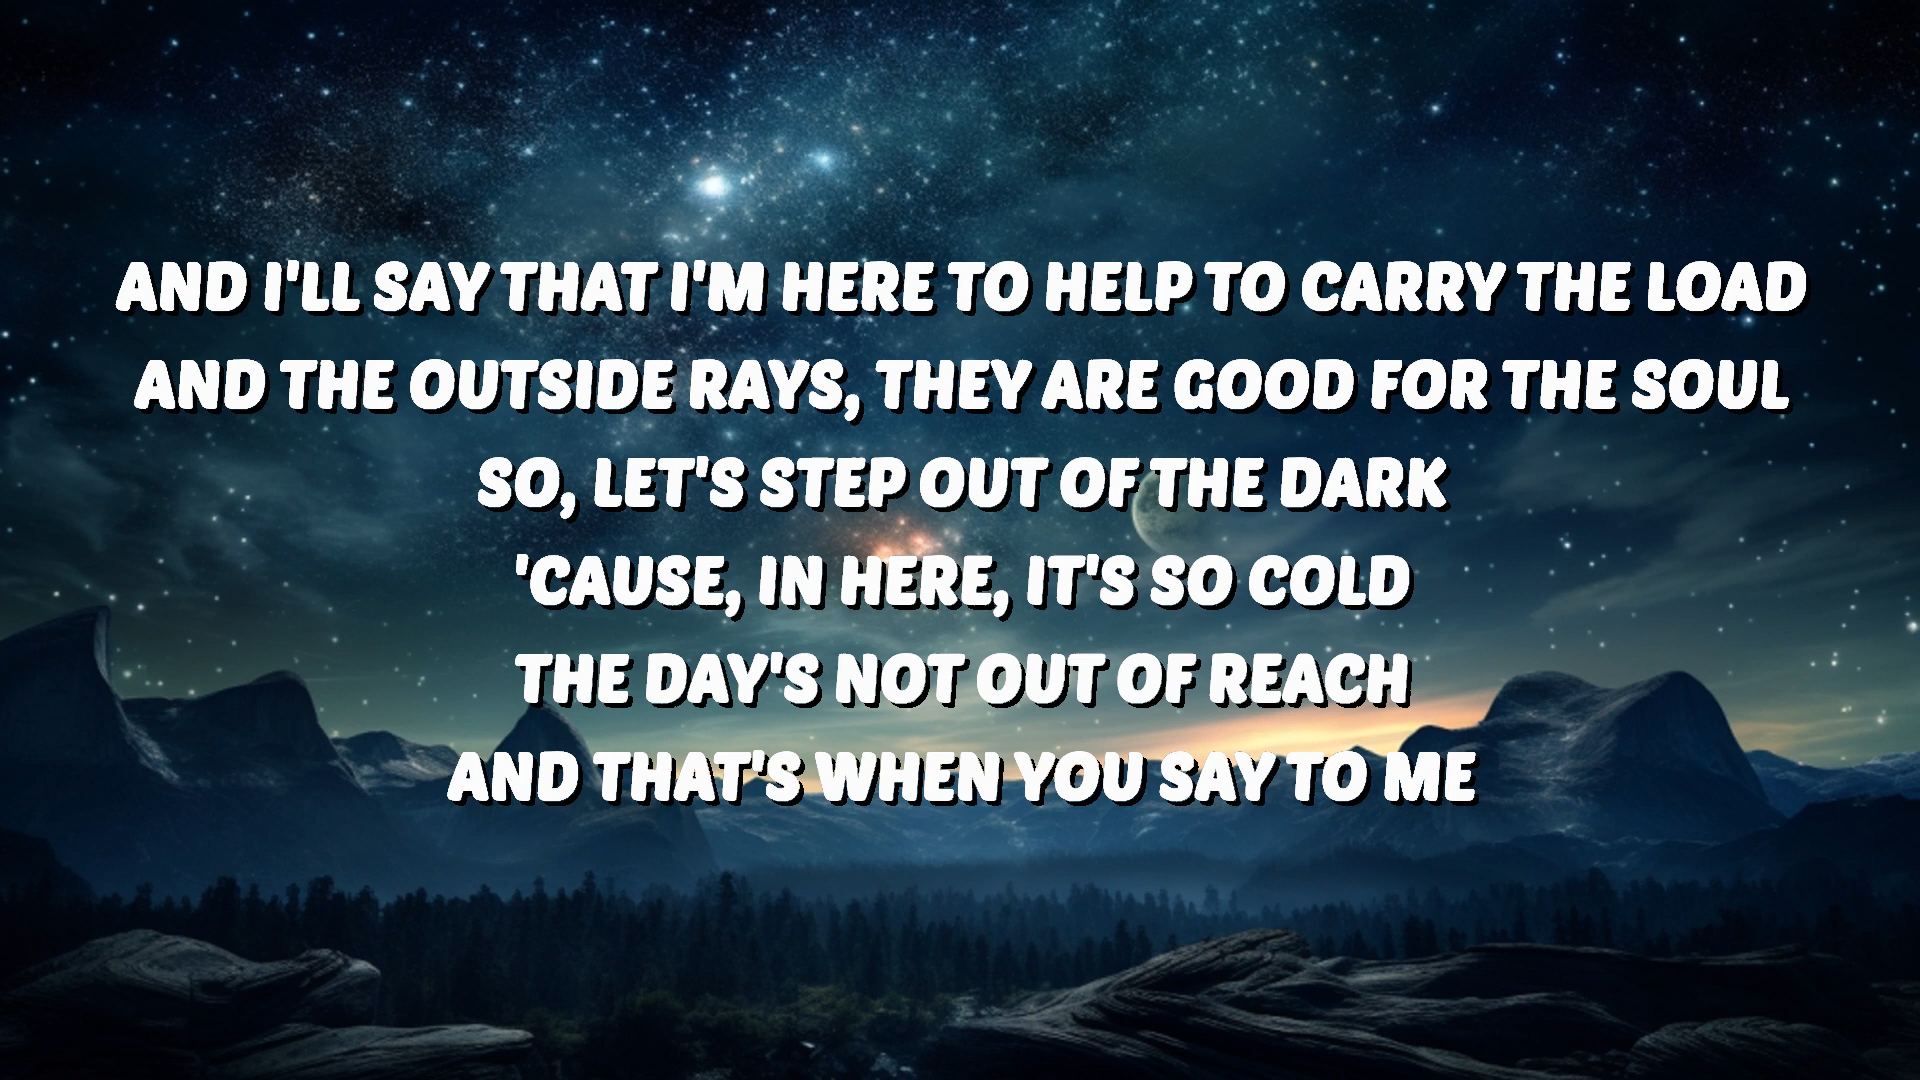 AND I'LL SAY THAT I'M HERE TO HELP TO CARRY THE LOAD
AND THE OUTSIDE RAYS, THEY ARE GOOD FOR THE SOUL
SO, LET'S STEP OUT OF THE DARK
'CAUSE, IN HERE, IT'S SO COLD
THE DAY'S NOT OUT OF REACH
AND THAT'S WHEN YOU SAY TO ME